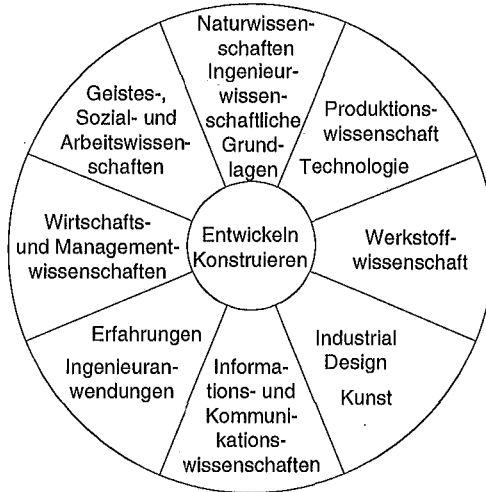 Naturwissen-
schaften
Ingenieur-
wissen-
schaftliche
Grund-
lagen
Produktions-
wissenschaft
Technologie
Werkstoff-
wissenschaft
Industrial
Design
Kunst
Informa-
tions- und
Kommuni-
kations-
wissenschaften
Erfahrungen
Ingenieuran-
wendungen
Wirtschafts-
und Management-
wissenschaften
Geistes-,
Sozial- und
Arbeitswissen-
schaften
Entwickeln
Konstruieren